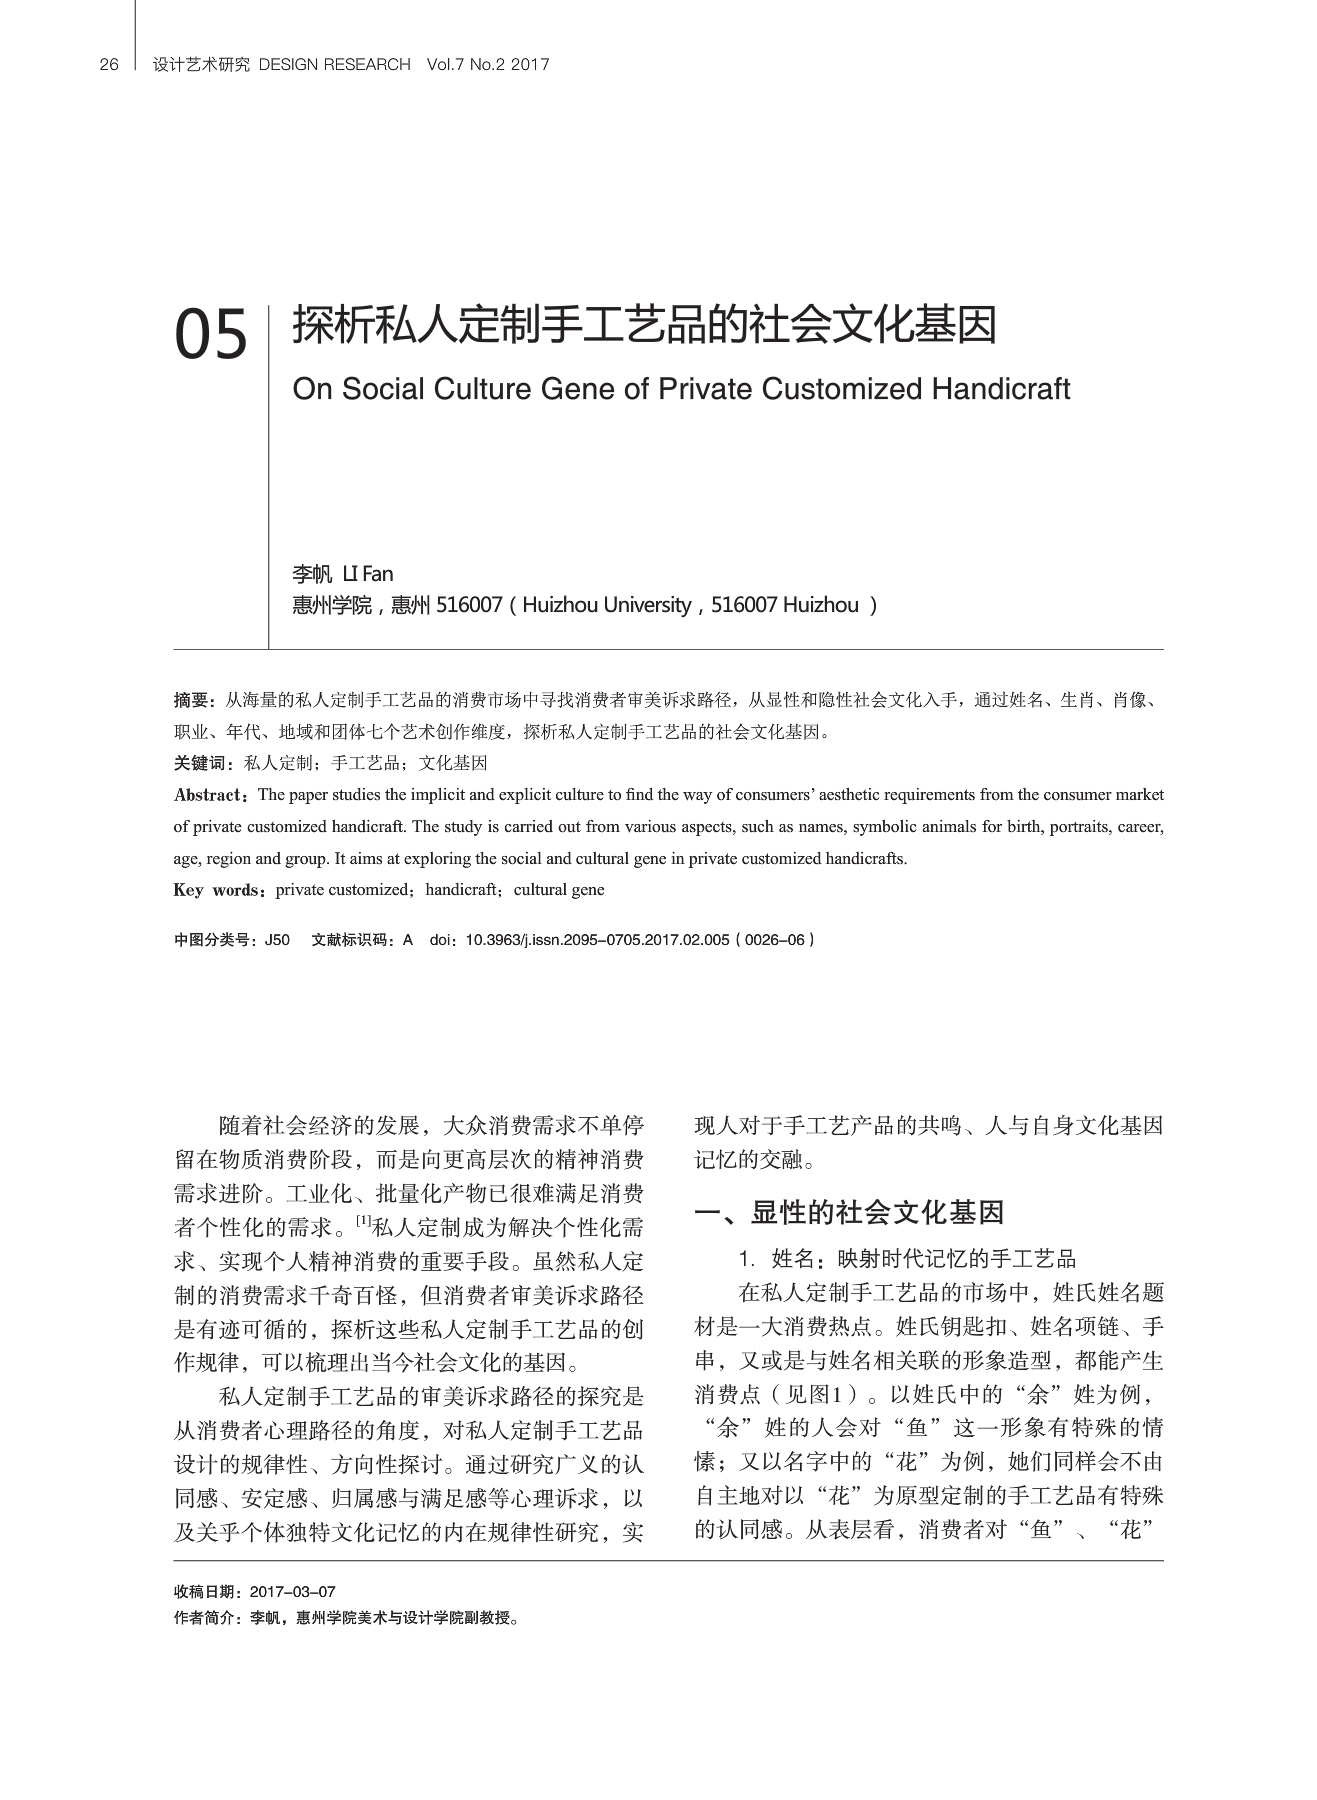 26 设计艺术研究 DESIGN RESEARCH Vol.7 No.2 2017
05
探析私人定制手工艺品的社会文化基因
On Social Culture Gene of Private Customized Handicraft
李帆 LI Fan
惠州学院，惠州 516007（Huizhou University，516007 Huizhou ）
摘要：从海量的私人定制手工艺品的消费市场中寻找消费者审美诉求路径，从显性和隐性社会文化入手，通过姓名、生肖、肖像、
职业、年代、地域和团体七个艺术创作维度，探析私人定制手工艺品的社会文化基因。
关键词：私人定制；手工艺品；文化基因
Abstract：The paper studies the implicit and explicit culture to find the way of consumers’ aesthetic requirements from the consumer market
of private customized handicraft. The study is carried out from various aspects, such as names, symbolic animals for birth, portraits, career,
age, region and group. It aims at exploring the social and cultural gene in private customized handicrafts.
Key words：private customized；handicraft；cultural gene
中图分类号：J50 文献标识码：A doi：10.3963/j.issn.2095-0705.2017.02.005（0026-06）
随着社会经济的发展，大众消费需求不单停
留在物质消费阶段，而是向更高层次的精神消费
需求进阶。工业化、批量化产物已很难满足消费
者个性化的需求。[1]私人定制成为解决个性化需
求、实现个人精神消费的重要手段。虽然私人定
制的消费需求千奇百怪，但消费者审美诉求路径
是有迹可循的，探析这些私人定制手工艺品的创
作规律，可以梳理出当今社会文化的基因。
私人定制手工艺品的审美诉求路径的探究是
从消费者心理路径的角度，对私人定制手工艺品
设计的规律性、方向性探讨。通过研究广义的认
同感、安定感、归属感与满足感等心理诉求，以
及关乎个体独特文化记忆的内在规律性研究，实
现人对于手工艺产品的共鸣、人与自身文化基因
记忆的交融。
一、显性的社会文化基因
1. 姓名：映射时代记忆的手工艺品
在私人定制手工艺品的市场中，姓氏姓名题
材是一大消费热点。姓氏钥匙扣、姓名项链、手
串，又或是与姓名相关联的形象造型，都能产生
消费点（见图1）。以姓氏中的“余”姓为例，
“余”姓的人会对“鱼”这一形象有特殊的情
愫；又以名字中的“花”为例，她们同样会不由
自主地对以“花”为原型定制的手工艺品有特殊
的认同感。从表层看，消费者对“鱼”、“花”
收稿日期：2017-03-07
作者简介：李帆，惠州学院美术与设计学院副教授。